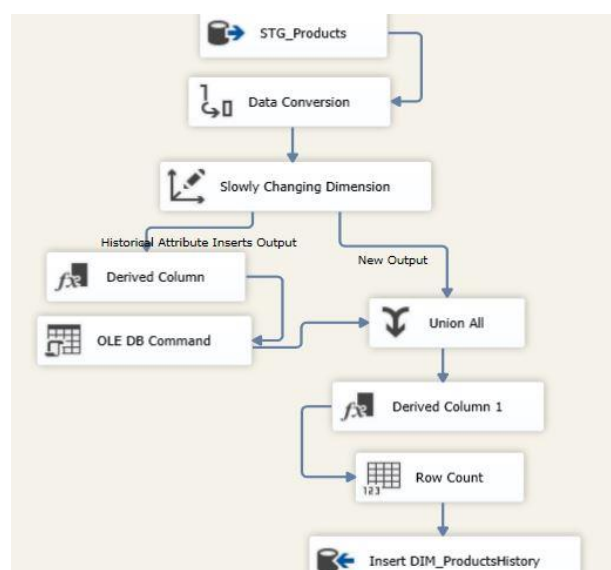 STG_Products
Data Conversion
Slowly Changing Dimension
Historical Attribute Inserts Output
New Output
Derived Column
Union All
OLE DB Command
Derived Column 1
Row Count
123
Insert DIM_ProductsHistory